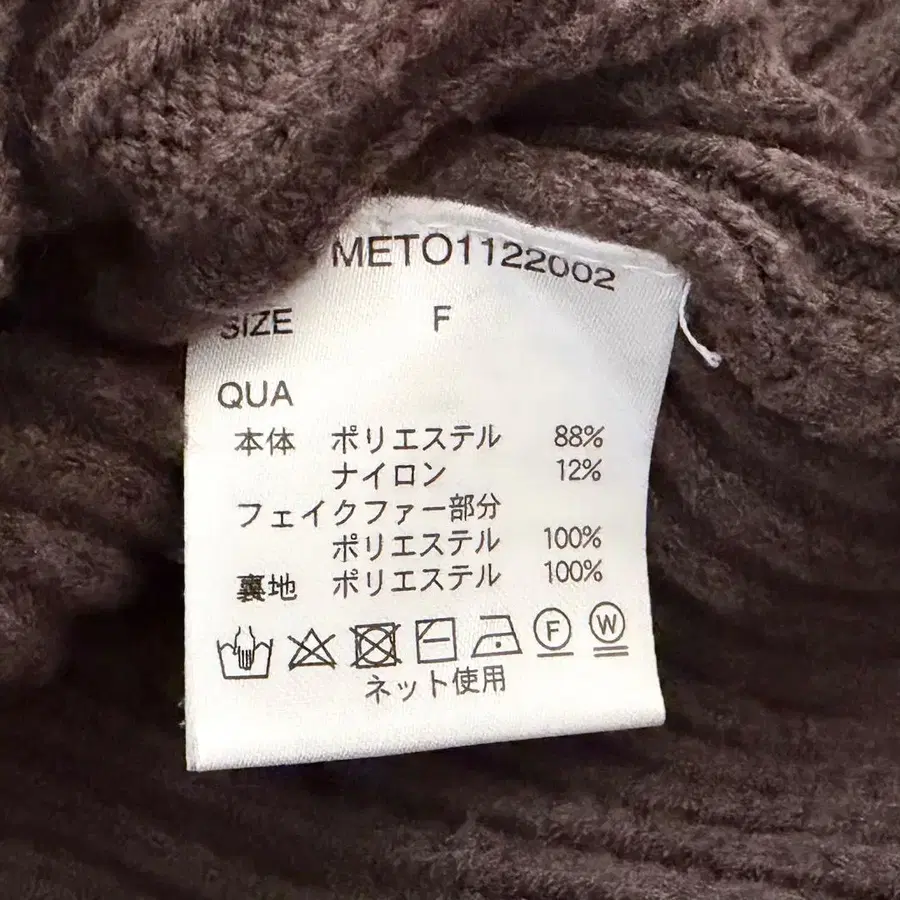 METO1122002
SIZE F
QUA
本体 ポリエステル 88%
ナイロン 12%
フェイクファー部分
ポリエステル 100%
裏地 ポリエステル 100%
F W
ネット使用